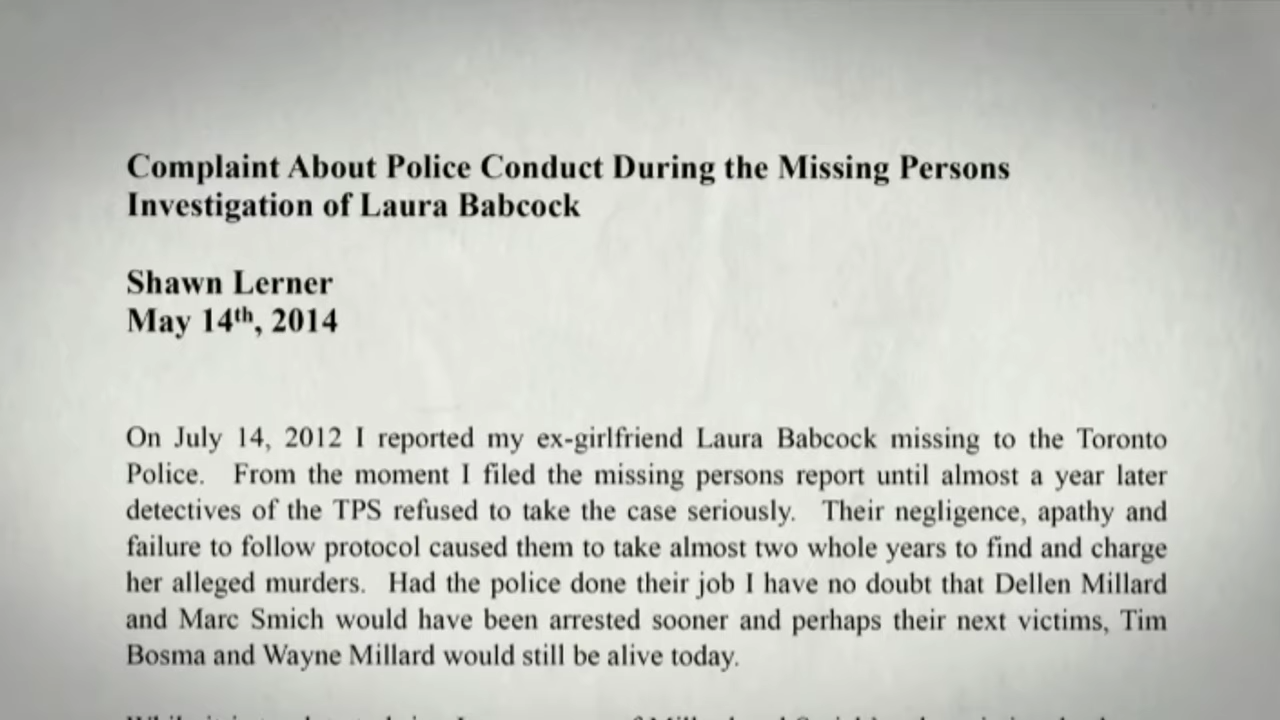 Complaint About Police Conduct During the Missing Persons
Investigation of Laura Babcock
Shawn Lerner
May 14th, 2014
On July 14, 2012 I reported my ex-girlfriend Laura Babcock missing to the Toronto
Police. From the moment I filed the missing persons report until almost a year later
detectives of the TPS refused to take the case seriously. Their negligence, apathy and
failure to follow protocol caused them to take almost two whole years to find and charge
her alleged murders. Had the police done their job I have no doubt that Dellen Millard
and Marc Smich would have been arrested sooner and perhaps their next victims, Tim
Bosma and Wayne Millard would still be alive today.